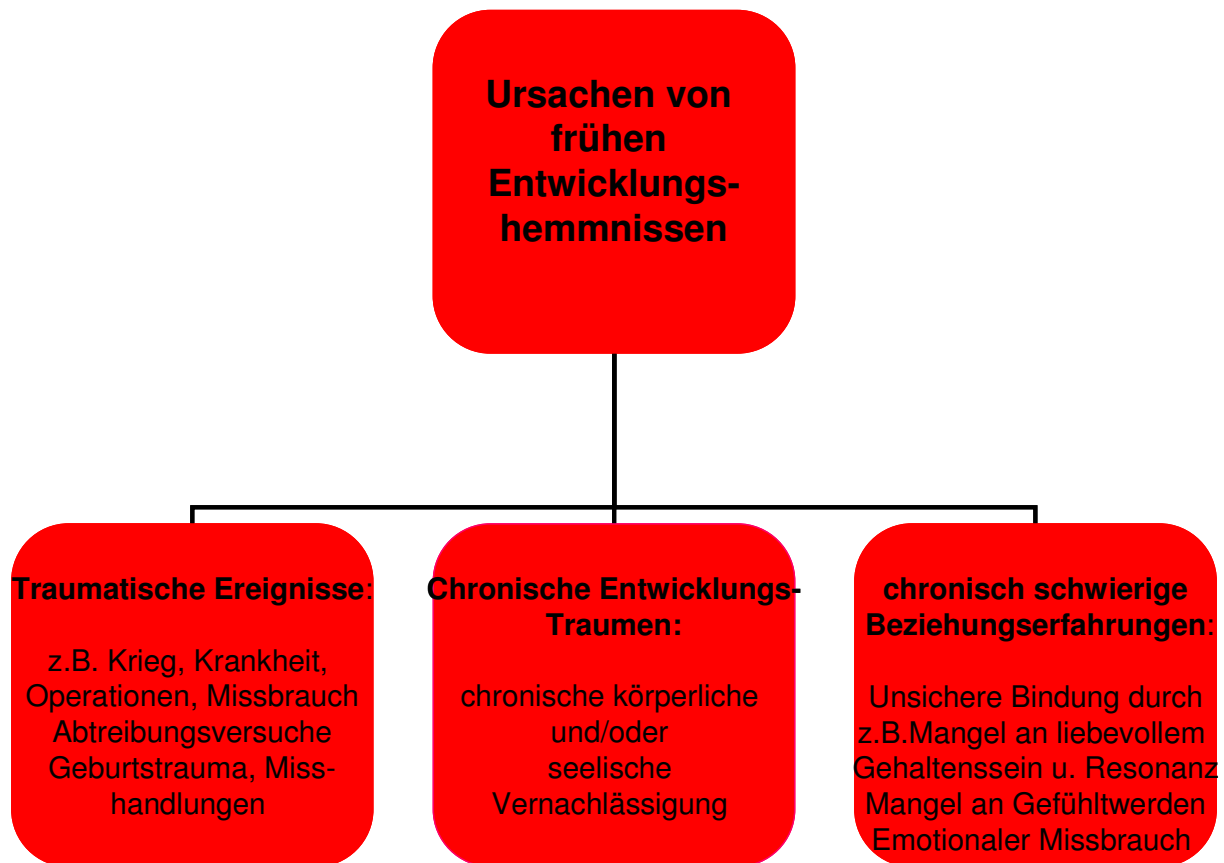 Ursachen von
frühen
Entwicklungs-
hemmnissen
Traumatische Ereignisse:
z.B. Krieg, Krankheit,
Operationen, Missbrauch
Abtreibungsversuche
Geburtstrauma, Miss-
handlungen
Chronische Entwicklungs-
Traumen:
chronische körperliche
und/oder
seelische
Vernachlässigung
chronisch schwierige
Beziehungserfahrungen:
Unsichere Bindung durch
z.B.Mangel an liebevollem
Gehaltenssein u. Resonanz
Mangel an Gefühltwerden
Emotionaler Missbrauch